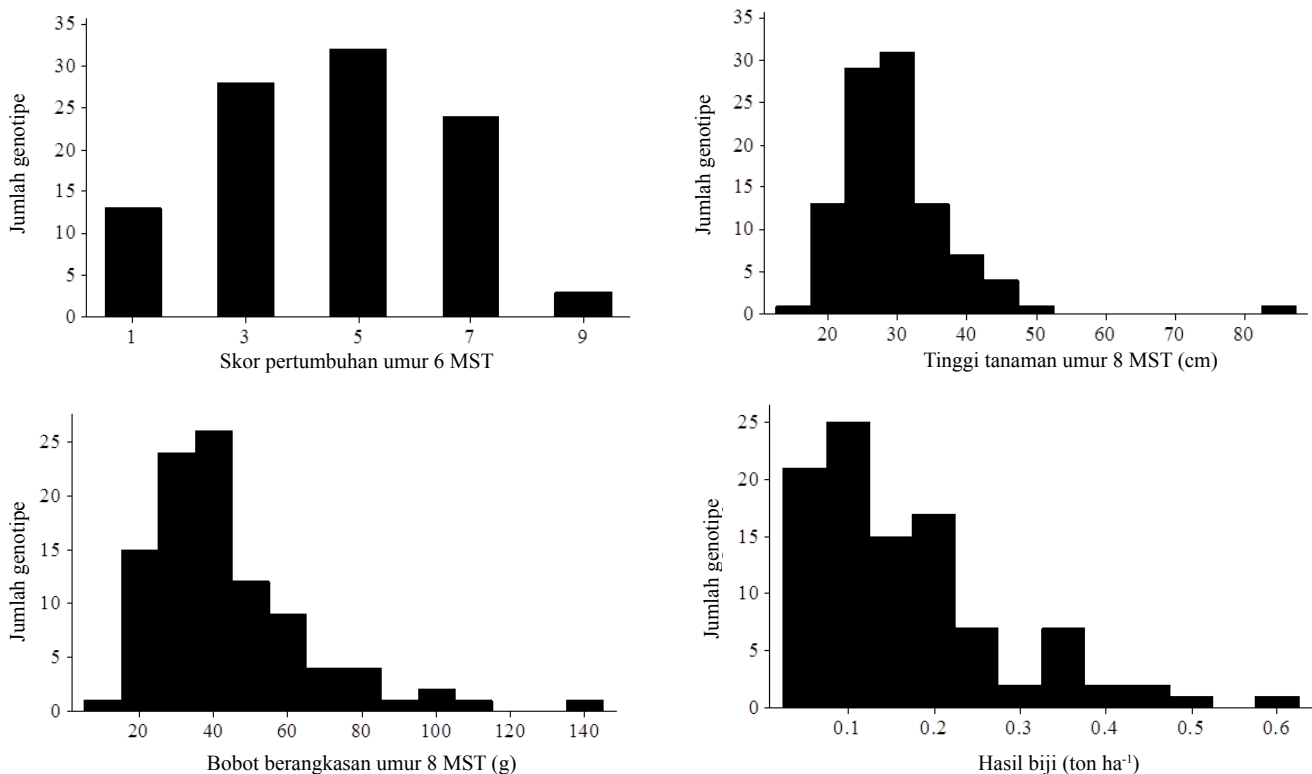 35
30
25
20
15
10
5
0
Jumlah genotipe
1 3 5 7 9
Skor pertumbuhan umur 6 MST
35
30
25
20
15
10
5
0
Jumlah genotipe
20 30 40 50 60 70 80
Tinggi tanaman umur 8 MST (cm)
25
20
15
10
5
0
Jumlah genotipe
20 40 60 80 100 120 140
Bobot berangkasan umur 8 MST (g)
25
20
15
10
5
0
Jumlah genotipe
0.1 0.2 0.3 0.4 0.5 0.6
Hasil biji (ton ha⁻¹)